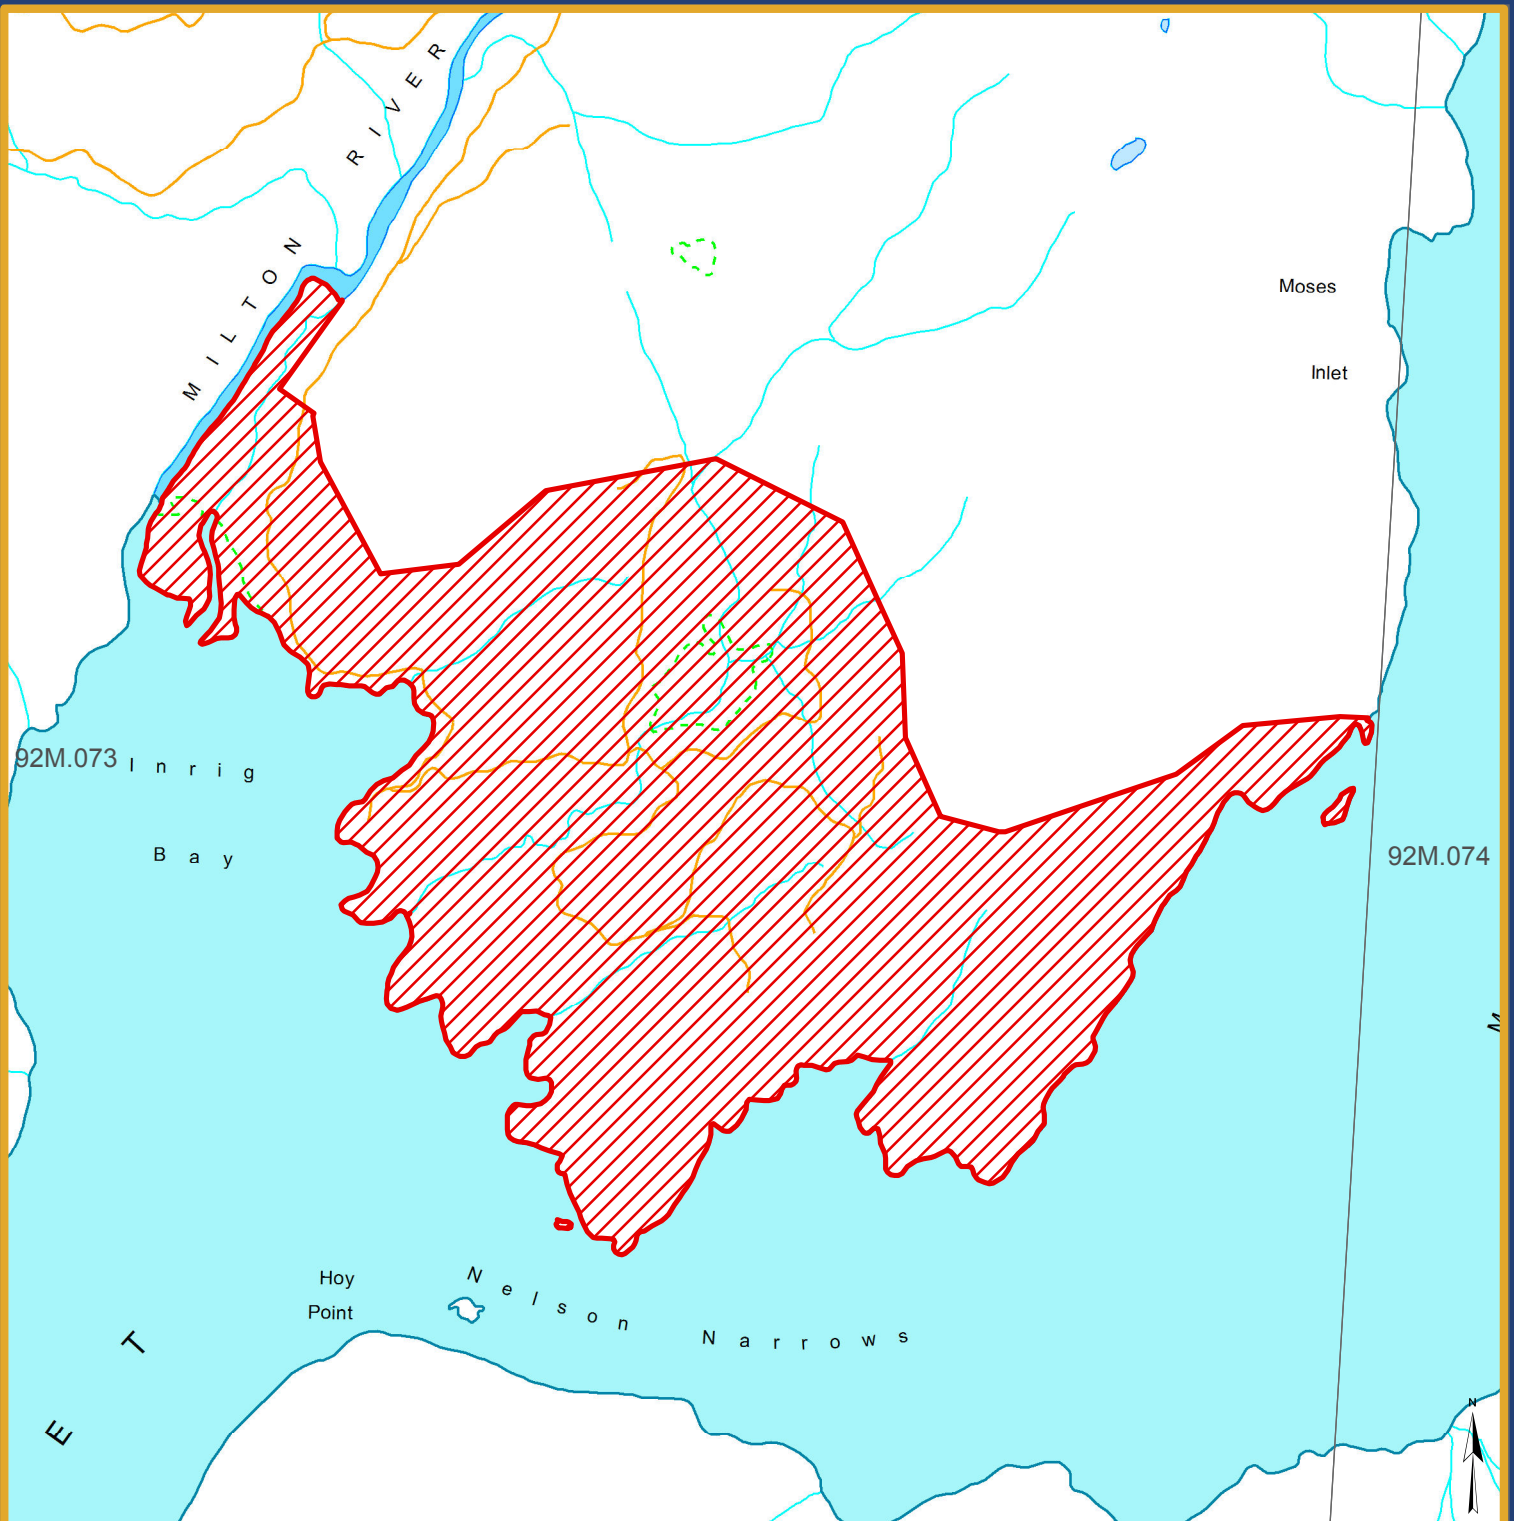 MILTON RIVER
Moses
Inlet
92M.073
Inrig
Bay
92M.074
M
Hoy
Point
Nelson Narrows
E T
N